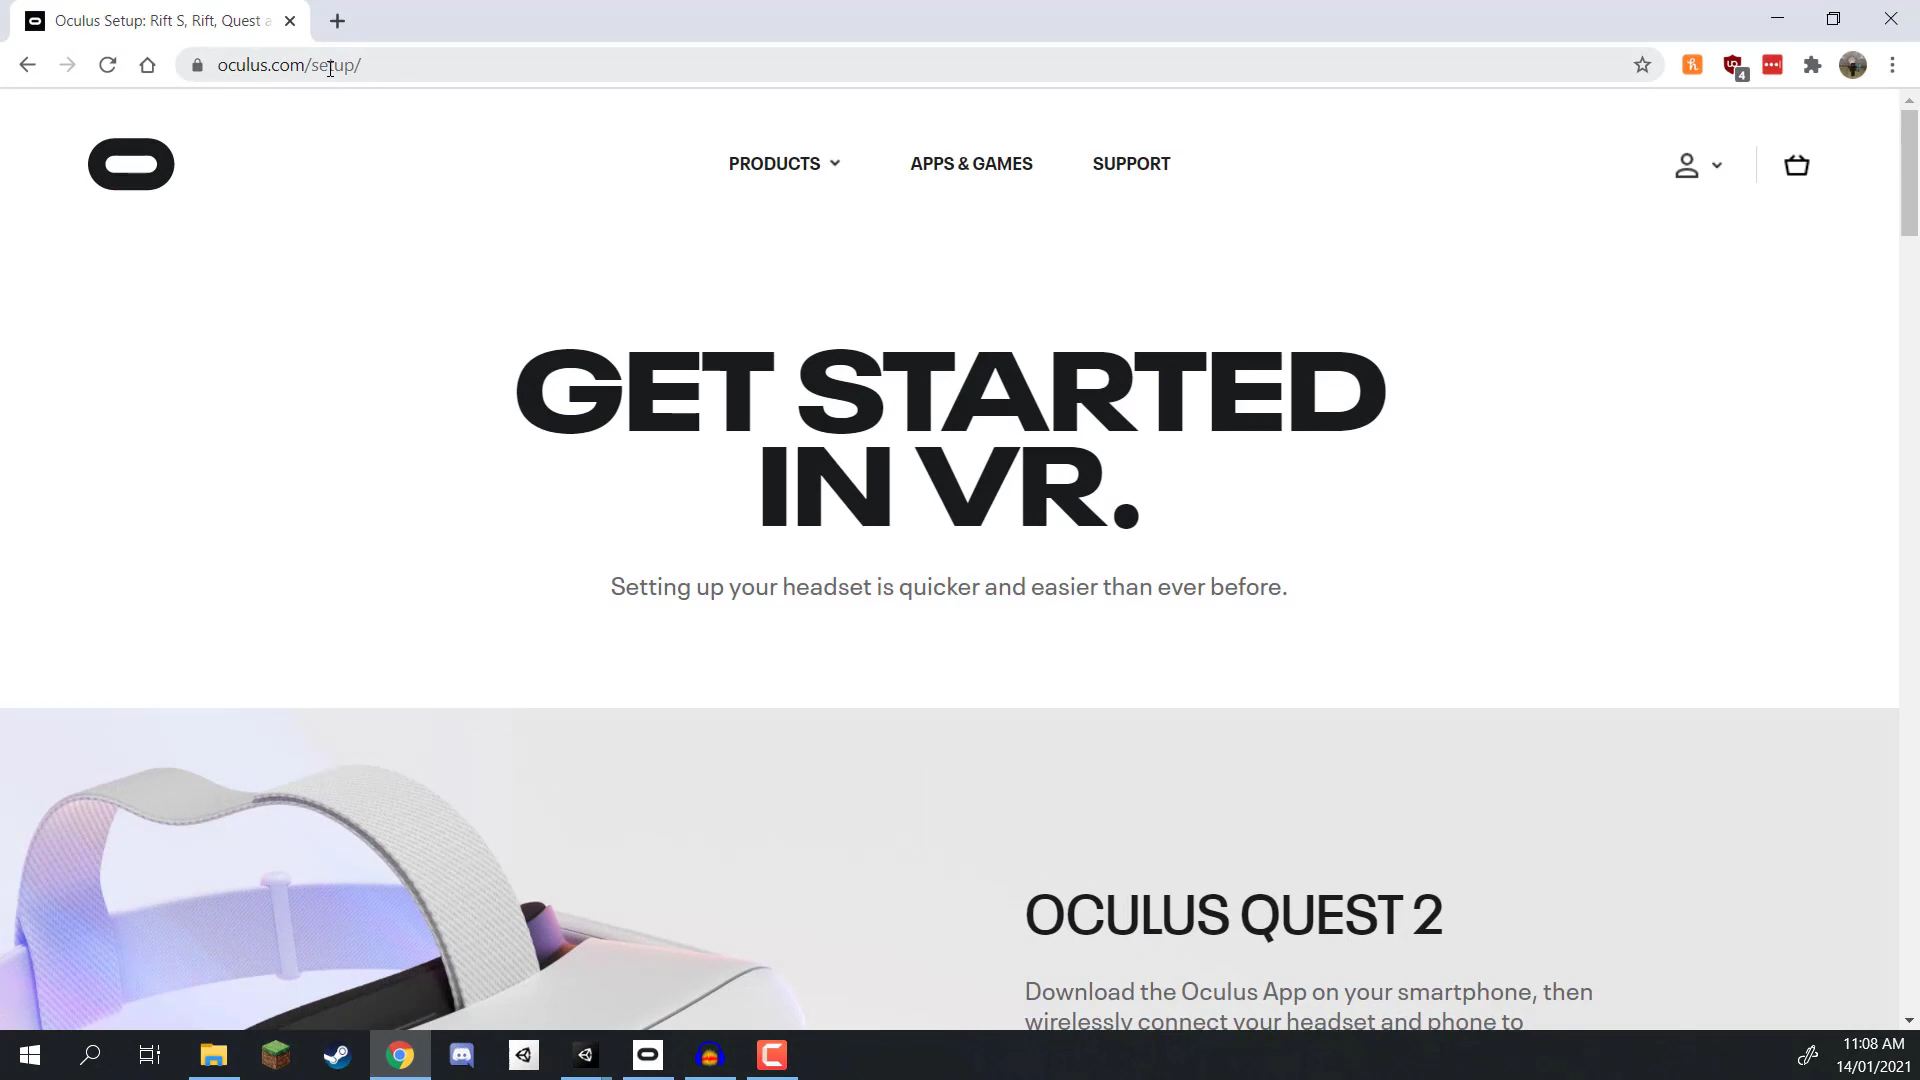 Oculus Setup: Rift S, Rift, Quest a
oculus.com/setup/
4
PRODUCTS
APPS & GAMES
SUPPORT
GET STARTED
IN VR.
Setting up your headset is quicker and easier than ever before.
OCULUS QUEST 2
Download the Oculus App on your smartphone, then
wirelessly connect your headset and phone to
11:08 AM
14/01/2021